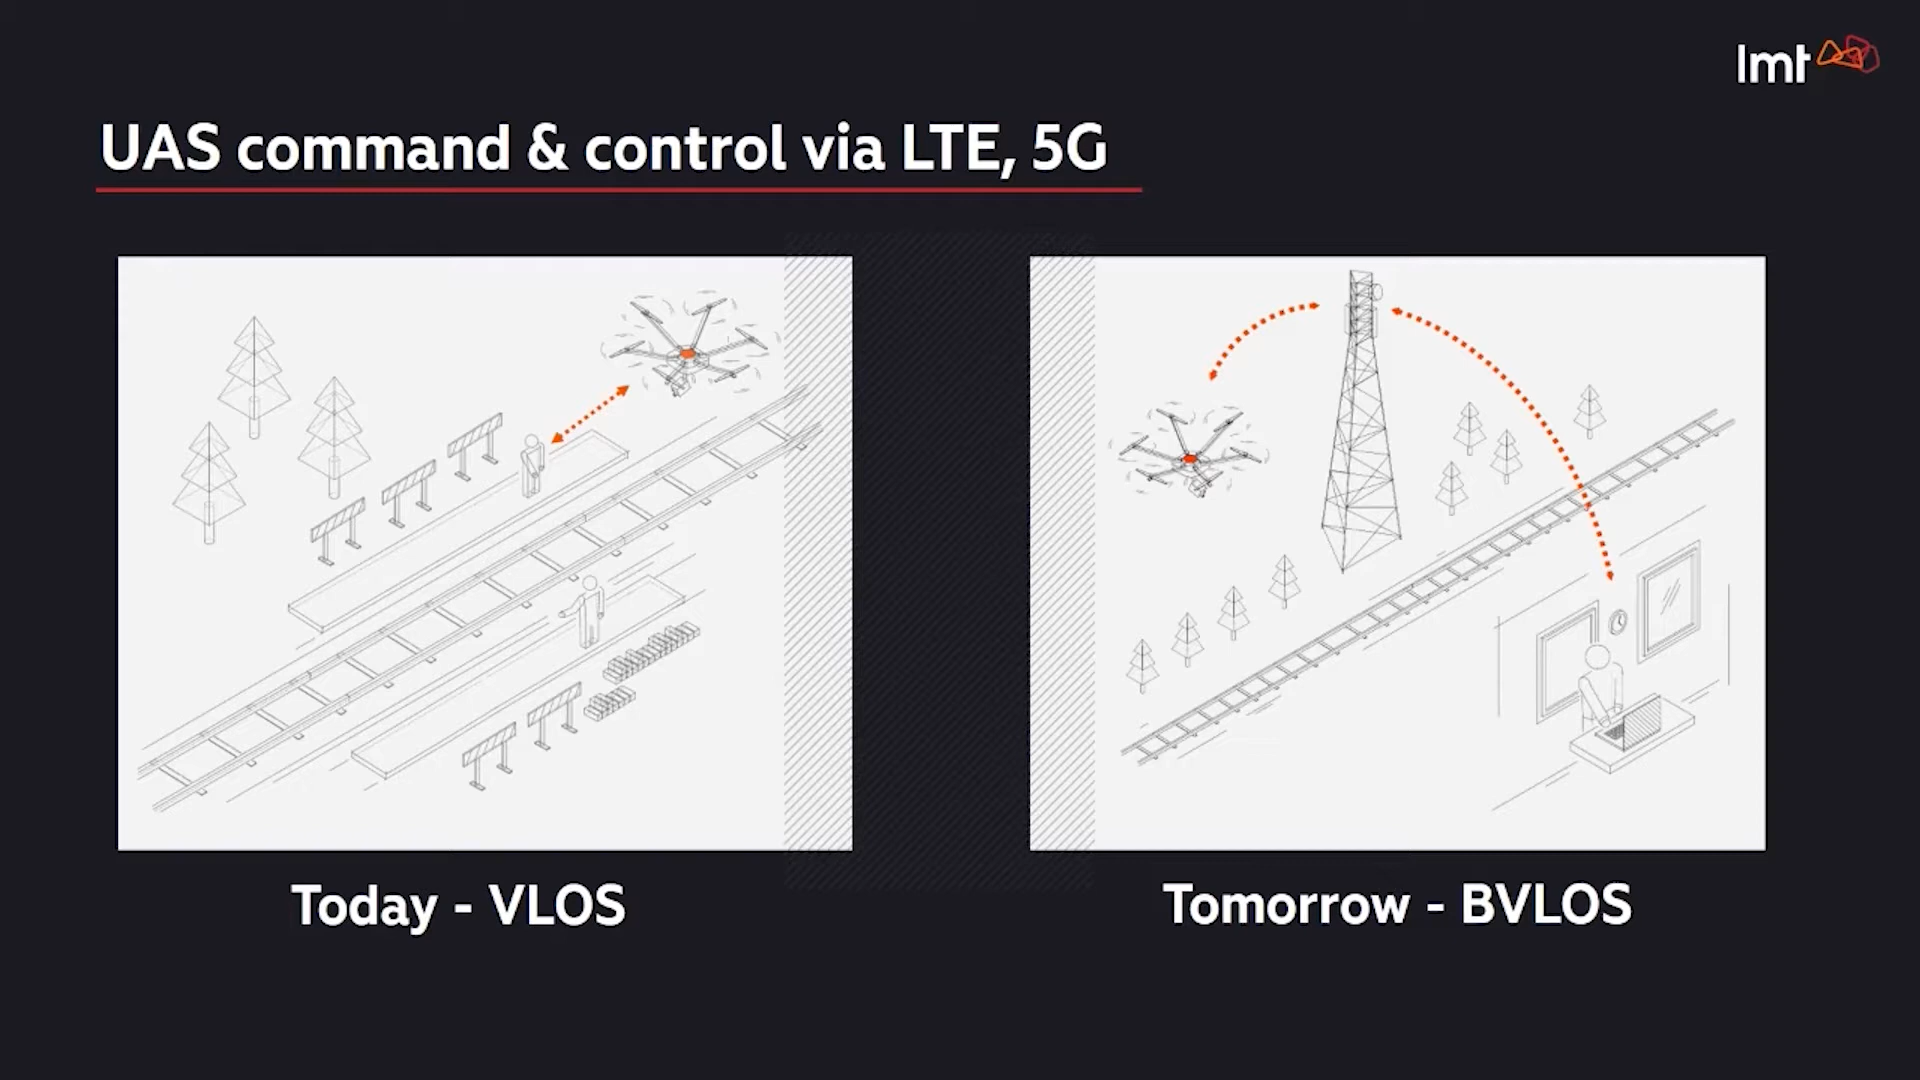 lmt
UAS command & control via LTE, 5G
Today - VLOS
Tomorrow - BVLOS